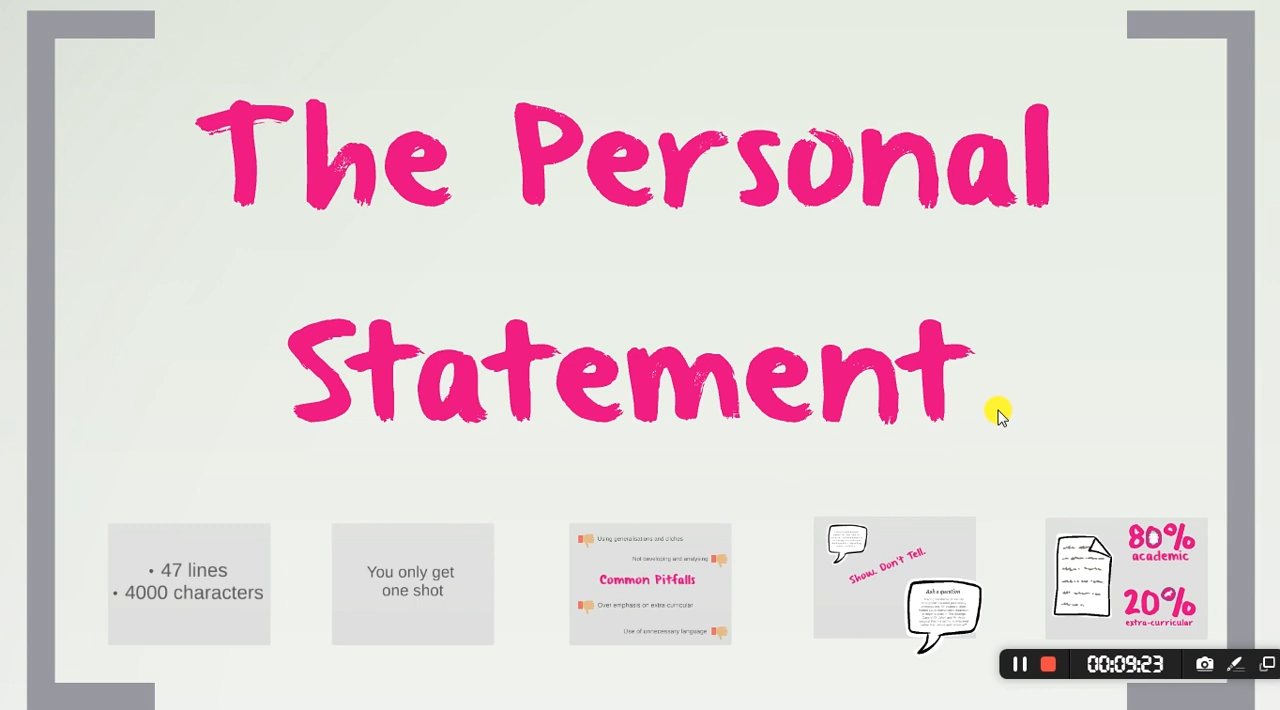 The Personal
Statement
• 47 lines
• 4000 characters
You only get
one shot
Using generalisations and cliches
Not developing and analysing
Common Pitfalls
Over emphasis on extra-curricular
Use of unnecessary language
Show. Don't Tell.
Ask a question
80%
academic
20%
extra-curricular
00:09:23